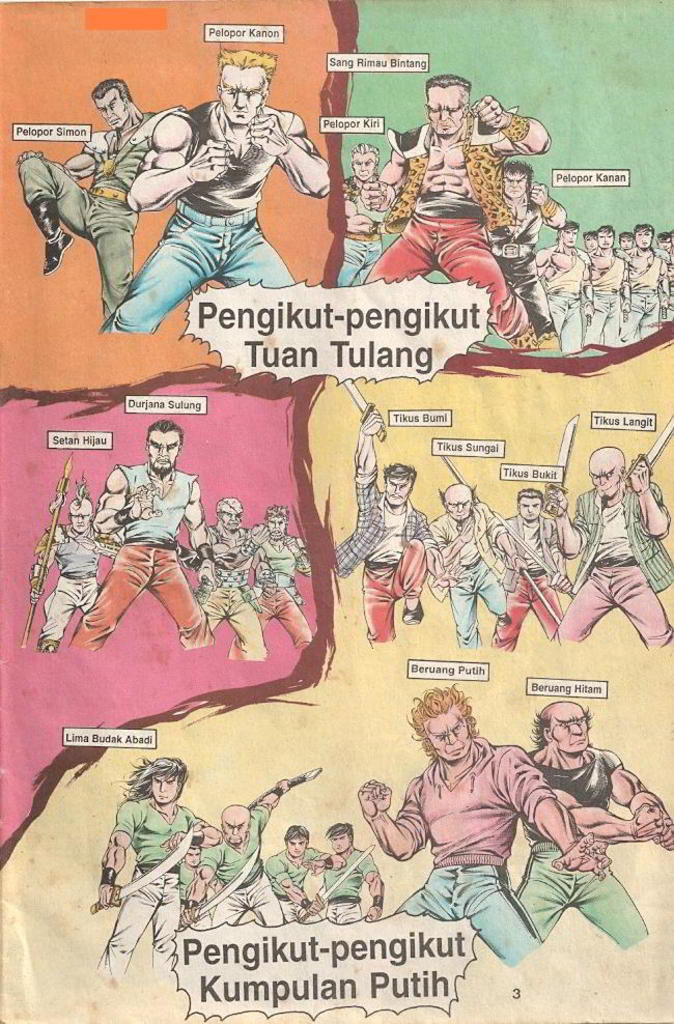 Pelopor Kanon
Sang Rimau Bintang
Pelopor Simon
Pelopor Kiri
Pelopor Kanan
Pengikut-pengikut
Tuan Tulang
Durjana Sulung
Setan Hijau
Tikus Bumi
Tikus Sungai
Tikus Bukit
Tikus Langit
Beruang Putih
Beruang Hitam
Lima Budak Abadi
Pengikut-pengikut
Kumpulan Putih
3